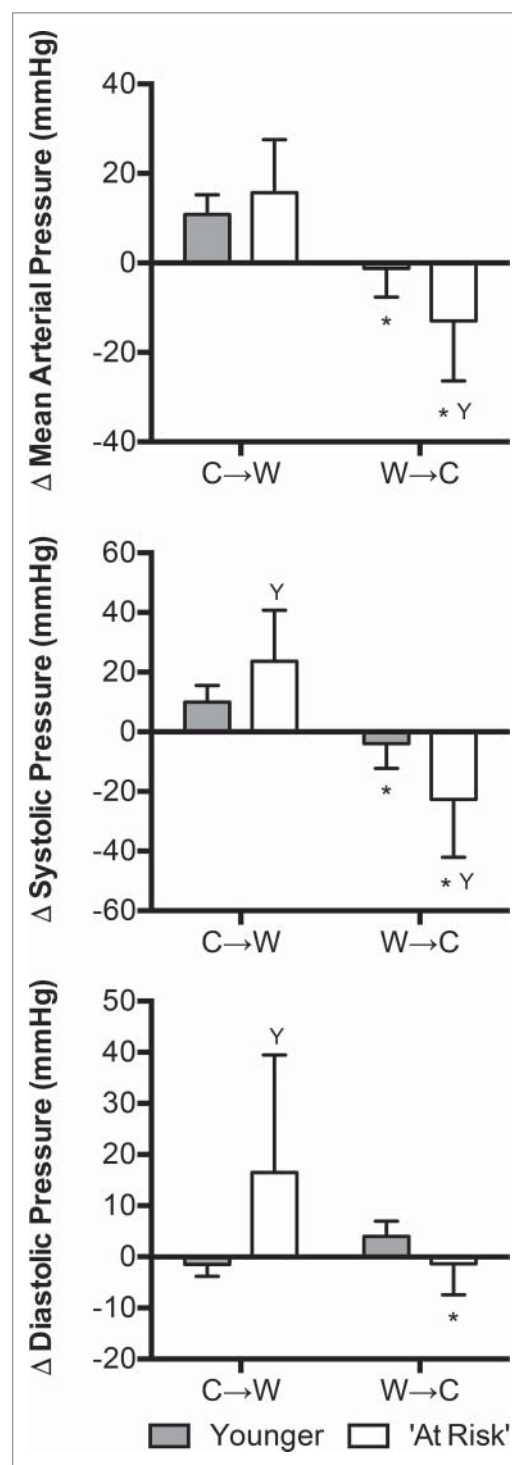 Δ Mean Arterial Pressure (mmHg)
40
20
0
-20
-40
*
* Y
C→W
W→C
Δ Systolic Pressure (mmHg)
60
40
20
0
-20
-40
-60
Y
*
* Y
C→W
W→C
Δ Diastolic Pressure (mmHg)
50
40
30
20
10
0
-10
-20
Y
*
C→W
W→C
Younger
'At Risk'